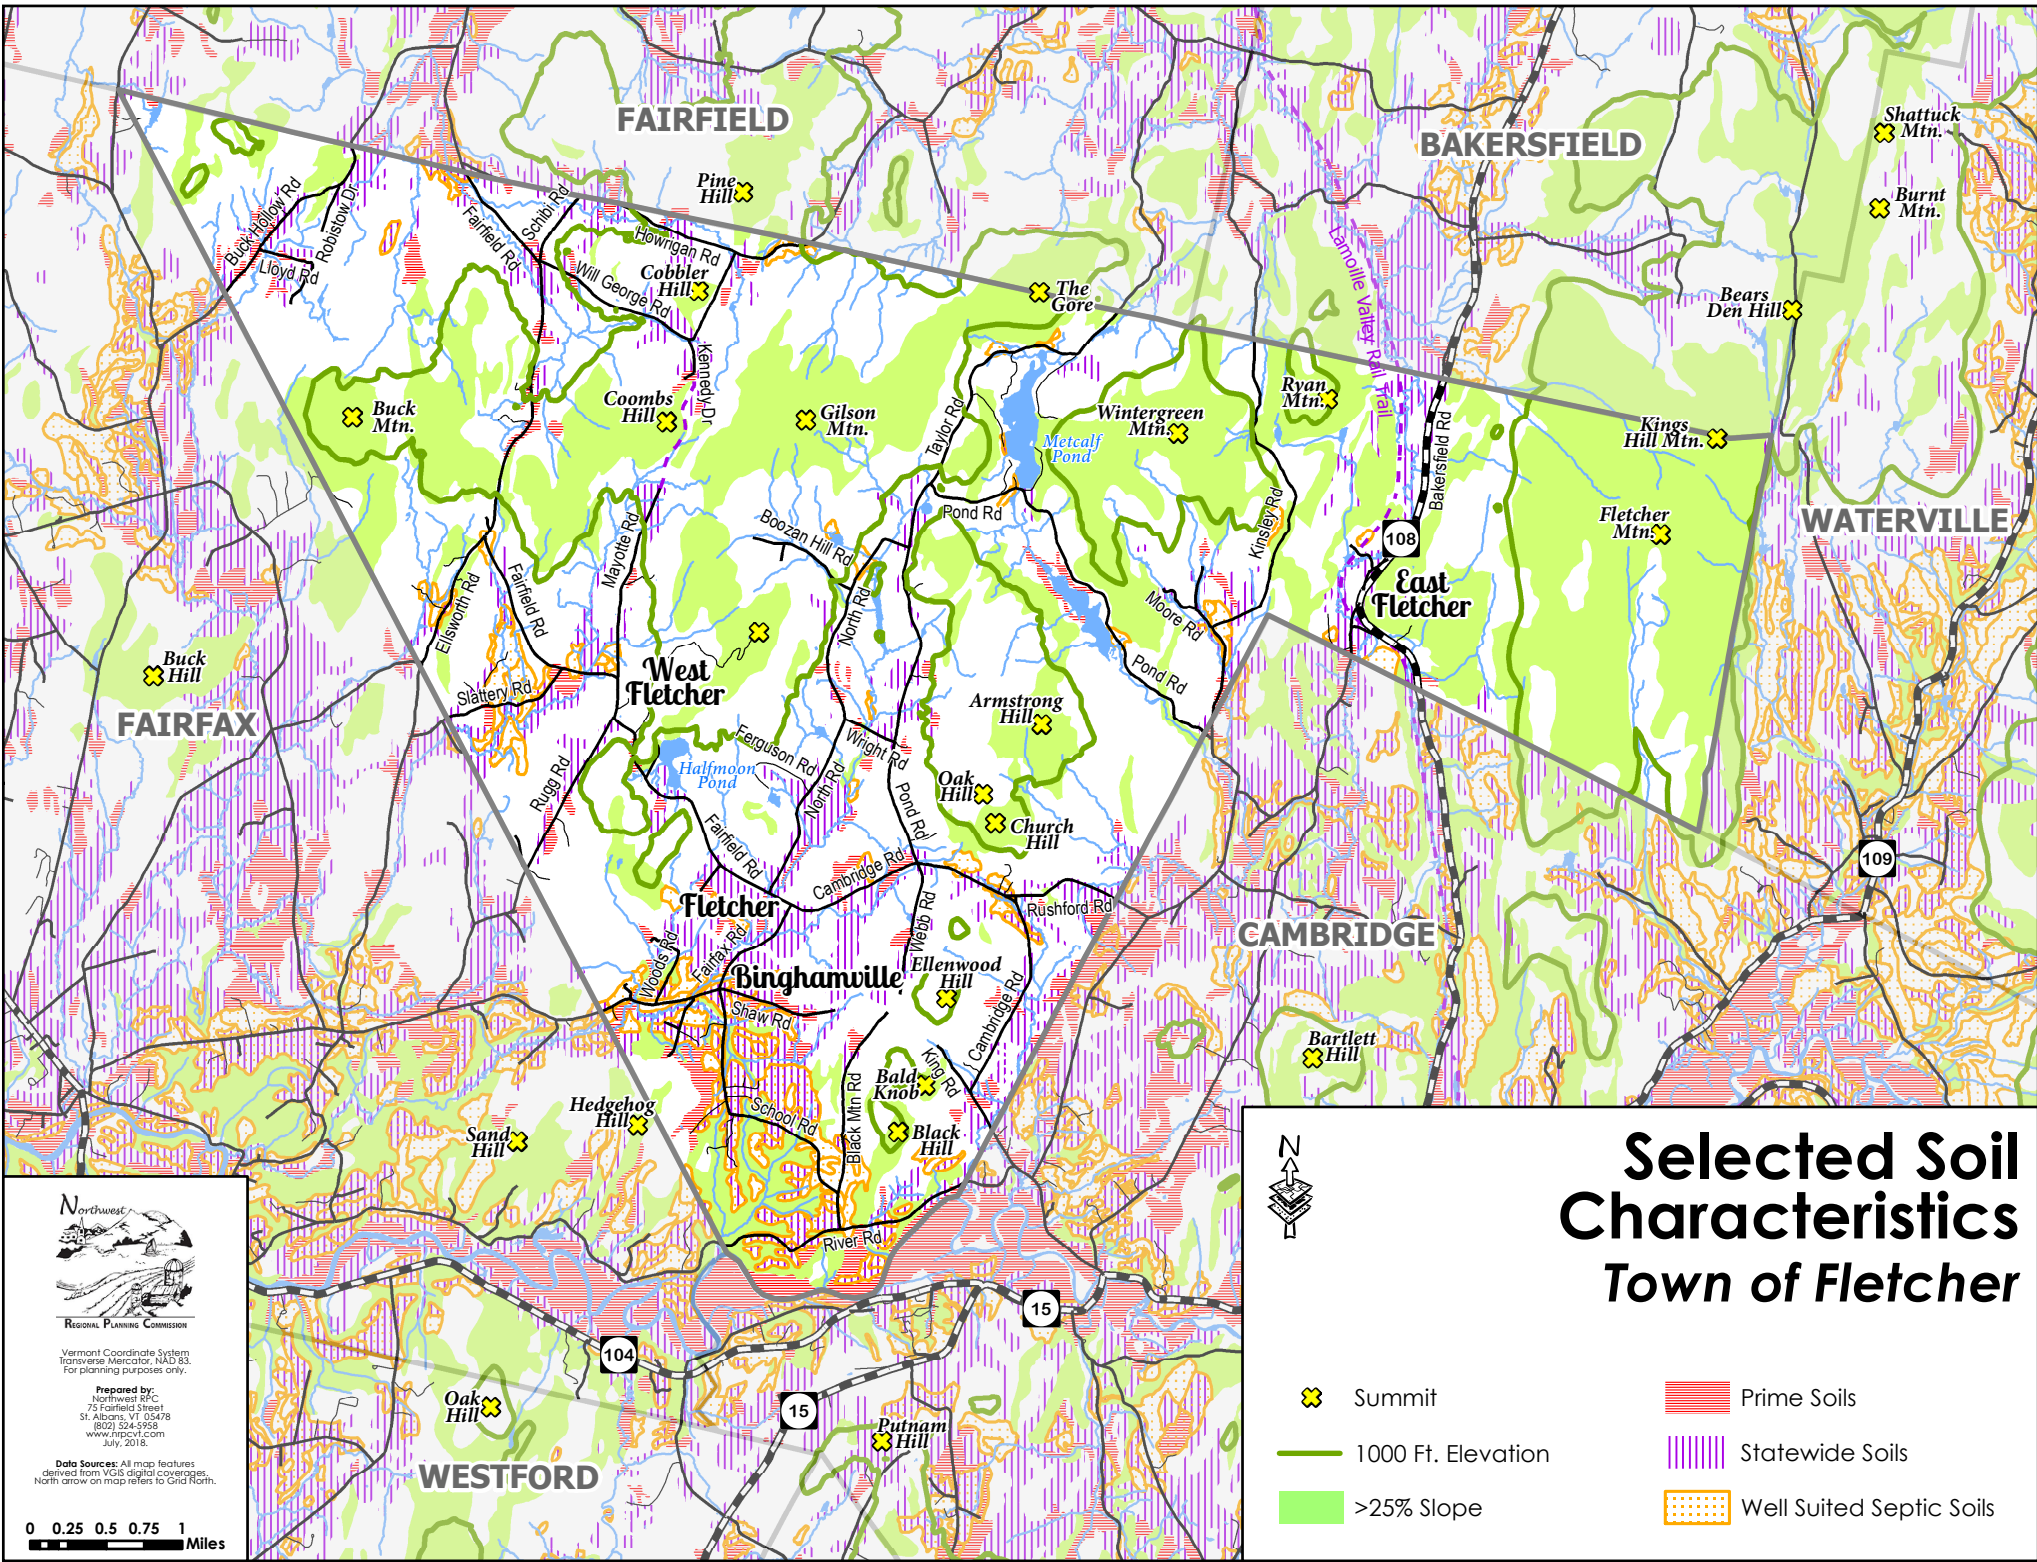 FAIRFIELD
BAKERSFIELD
Shattuck
Mtn.
Burnt
Mtn.
Pine
Hill
Buck Hollow Rd
Robistow Dr
Lloyd Rd
Fairfield Rd
Schibi Rd
Howrigan Rd
Cobbler
Hill
Will George Rd
The
Gore
Lamoille Valley Rail Trail
Bears
Den Hill
Kennedy Dr
Buck
Mtn.
Coombs
Hill
Gilson
Mtn.
Taylor Rd
Metcalf
Pond
Wintergreen
Mtn.
Ryan
Mtn.
Bakersfield Rd
Kings
Hill Mtn.
Fletcher
Mtn.
WATERVILLE
Pond Rd
Boozan Hill Rd
Mayotte Rd
Kinsley Rd
108
East
Fletcher
Ellsworth Rd
Fairfield Rd
North Rd
Moore Rd
Pond Rd
Buck
Hill
FAIRFAX
Slattery Rd
West
Fletcher
Armstrong
Hill
Ferguson Rd
Wright Rd
Halfmoon
Pond
North Rd
Rugg Rd
Pond Rd
Oak
Hill
Church
Hill
Fairfield Rd
Cambridge Rd
109
Fletcher
Webb Rd
Rushford Rd
CAMBRIDGE
Woods Rd
Fairfax Rd
Binghamville
Ellenwood
Hill
Shaw Rd
Cambridge Rd
Bartlett
Hill
Bald
Knob
King Rd
Black Mtn Rd
Hedgehog
Hill
School Rd
Sand
Hill
Black
Hill
River Rd
15
104
15
Oak
Hill
Putnam
Hill
WESTFORD
Northwest
REGIONAL PLANNING COMMISSION
Vermont Coordinate System
Transverse Mercator, NAD 83.
For planning purposes only.
Prepared by:
Northwest RPC
75 Fairfield Street
St. Albans, VT 05478
(802) 524-5958
www.nrpcvt.com
July, 2018.
Data Sources: All map features
derived from VGIS digital coverages.
North arrow on map refers to Grid North.
0 0.25 0.5 0.75 1
Miles
N
Selected Soil
Characteristics
Town of Fletcher
Summit
1000 Ft. Elevation
>25% Slope
Prime Soils
Statewide Soils
Well Suited Septic Soils